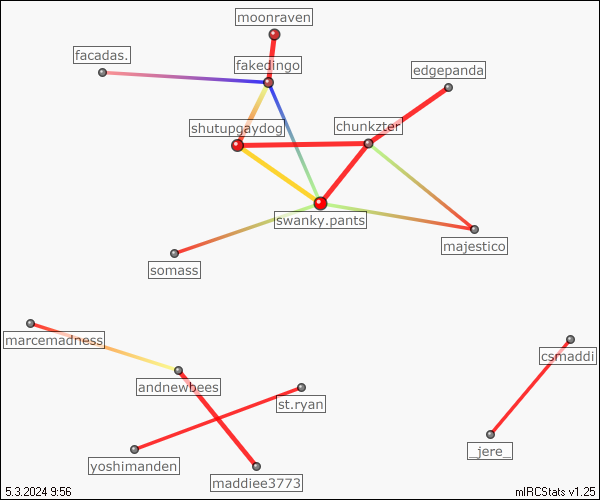 moonraven
facadas.
fakedingo
edgepanda
shutupgaydog
chunkzter
swanky.pants
majestico
somass
marcemadness
csmaddi
andnewbees
st.ryan
_jere_
yoshimanden
maddiee3773
5.3.2024 9:56
mIRCStats v1.25